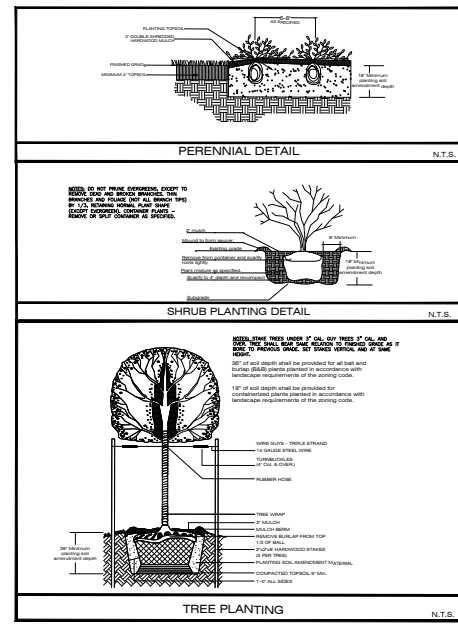 6-8"
AS SPECIFIED
PLANTING TOPSOIL
2" DOUBLE-SHREDDED
HARDWOOD MULCH
FINISHED GRADE
MINIMUM 4" TOPSOIL
18" Minimum
planting soil
amendment depth
PERENNIAL DETAIL
N.T.S.
NOTES: DO NOT PRUNE EVERGREENS, EXCEPT TO
REMOVE DEAD AND BROKEN BRANCHES. THIN
BRANCHES AND FOLIAGE (NOT ALL BRANCH TIPS)
BY 1/3, RETAINING NORMAL PLANT SHAPE
(EXCEPT EVERGREEN), CONTAINER PLANTS -
REMOVE OR SPLIT CONTAINER AS SPECIFIED.
2" mulch
Mound to form saucer
Existing grade
Remove from container and scarify
roots lightly
Plant mixture as specified.
Scarify to 4" depth and recompact
Subgrade
6" Minimum
18" Minimum
planting soil
amendment depth
SHRUB PLANTING DETAIL
N.T.S.
NOTES: STAKE TREES UNDER 3" CAL. GUY TREES 3" CAL. AND
OVER. TREE SHALL BEAR SAME RELATION TO FINISHED GRADE AS IT
BORE TO PREVIOUS GRADE. SET STAKES VERTICAL AND AT SAME
HEIGHT.
36" of soil depth shall be provided for all ball and
burlap (B&B) plants planted in accordance with
landscape requirements of the zoning code.
18" of soil depth shall be provided for
containerized plants planted in accordance with
landscape requirements of the zoning code.
WIRE GUYS - TRIPLE STRAND
14 GAUGE STEEL WIRE
TURNBUCKLES
(4" Cal. & OVER.)
RUBBER HOSE
TREE WRAP
2" MULCH
MULCH BERM
REMOVE BURLAP FROM TOP
1/3 OF BALL
2"x2"x8' HARDWOOD STAKES
(3 PER TREE)
PLANTING SOIL AMENDMENT MATERIAL
COMPACTED TOPSOIL 6" Min.
1'-0" ALL SIDES
36" Minimum
planting soil
amendment depth
TREE PLANTING
N.T.S.